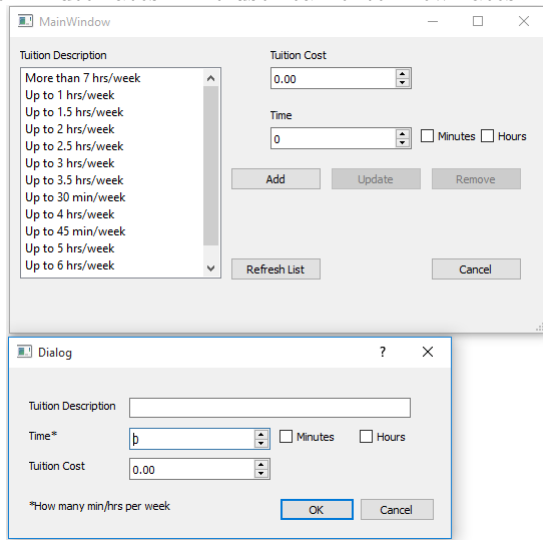 MainWindow
Tuition Description
Tuition Cost
More than 7 hrs/week
Up to 1 hrs/week
Up to 1.5 hrs/week
Up to 2 hrs/week
Up to 2.5 hrs/week
Up to 3 hrs/week
Up to 3.5 hrs/week
Up to 30 min/week
Up to 4 hrs/week
Up to 45 min/week
Up to 5 hrs/week
Up to 6 hrs/week
0.00
Time
0 Minutes Hours
Add Update Remove
Refresh List Cancel
Dialog ?
Tuition Description
Time* 0 Minutes Hours
Tuition Cost 0.00
*How many min/hrs per week OK Cancel